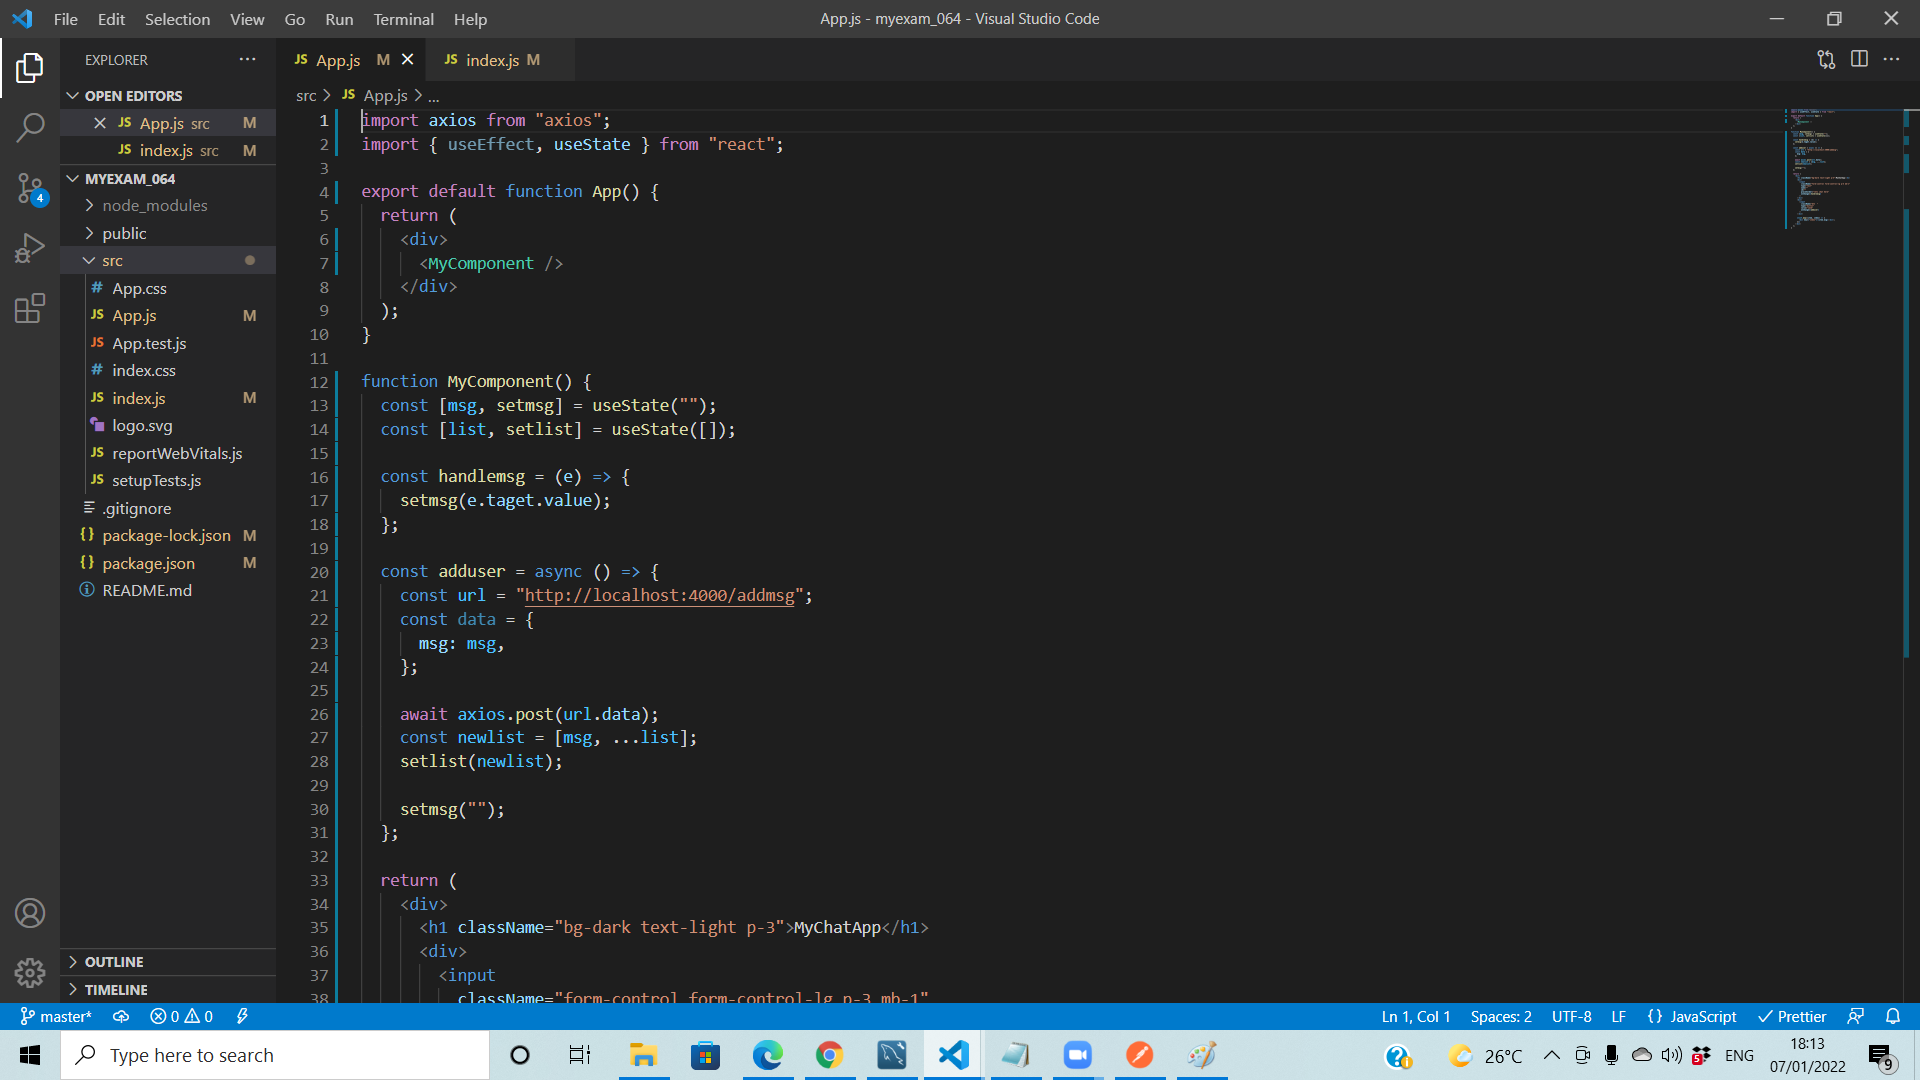 File Edit Selection View Go Run Terminal Help
App.js - myexam_064 - Visual Studio Code
EXPLORER
OPEN EDITORS
App.js src M
index.js src M
MYEXAM_064
node_modules
public
src
App.css
App.js M
App.test.js
index.css
index.js M
logo.svg
reportWebVitals.js
setupTests.js
.gitignore
package-lock.json M
package.json M
README.md
OUTLINE
TIMELINE
JS App.js M
JS index.js M
src > JS App.js > ...
1 import axios from "axios";
2 import { useEffect, useState } from "react";
3
4 export default function App() {
5 return (
6 <div>
7 <MyComponent />
8 </div>
9 );
10 }
11
12 function MyComponent() {
13 const [msg, setmsg] = useState("");
14 const [list, setlist] = useState([]);
15
16 const handlemsg = (e) => {
17 setmsg(e.taget.value);
18 };
19
20 const adduser = async () => {
21 const url = "http://localhost:4000/addmsg";
22 const data = {
23 msg: msg,
24 };
25
26 await axios.post(url.data);
27 const newlist = [msg, ...list];
28 setlist(newlist);
29
30 setmsg("");
31 };
32
33 return (
34 <div>
35 <h1 className="bg-dark text-light p-3">MyChatApp</h1>
36 <div>
37 <input
38 className="form-control form-control-lg p-3 mb-1"
4
master* 0 0
Ln 1, Col 1 Spaces: 2 UTF-8 LF {} JavaScript Prettier
Type here to search
26°C
5
ENG
18:13
07/01/2022
9